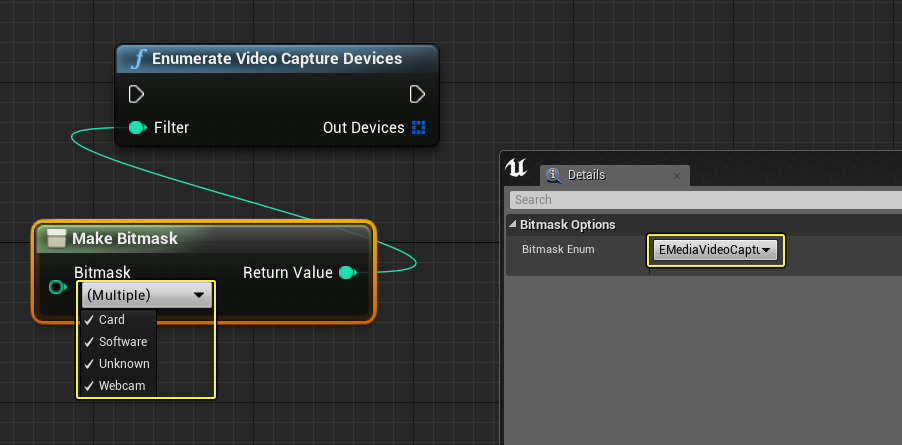 Enumerate Video Capture Devices
Filter
Out Devices
Make Bitmask
Bitmask
Return Value
(Multiple)
✓ Card
✓ Software
✓ Unknown
✓ Webcam
Details
Search
Bitmask Options
Bitmask Enum
EMediaVideoCaptu